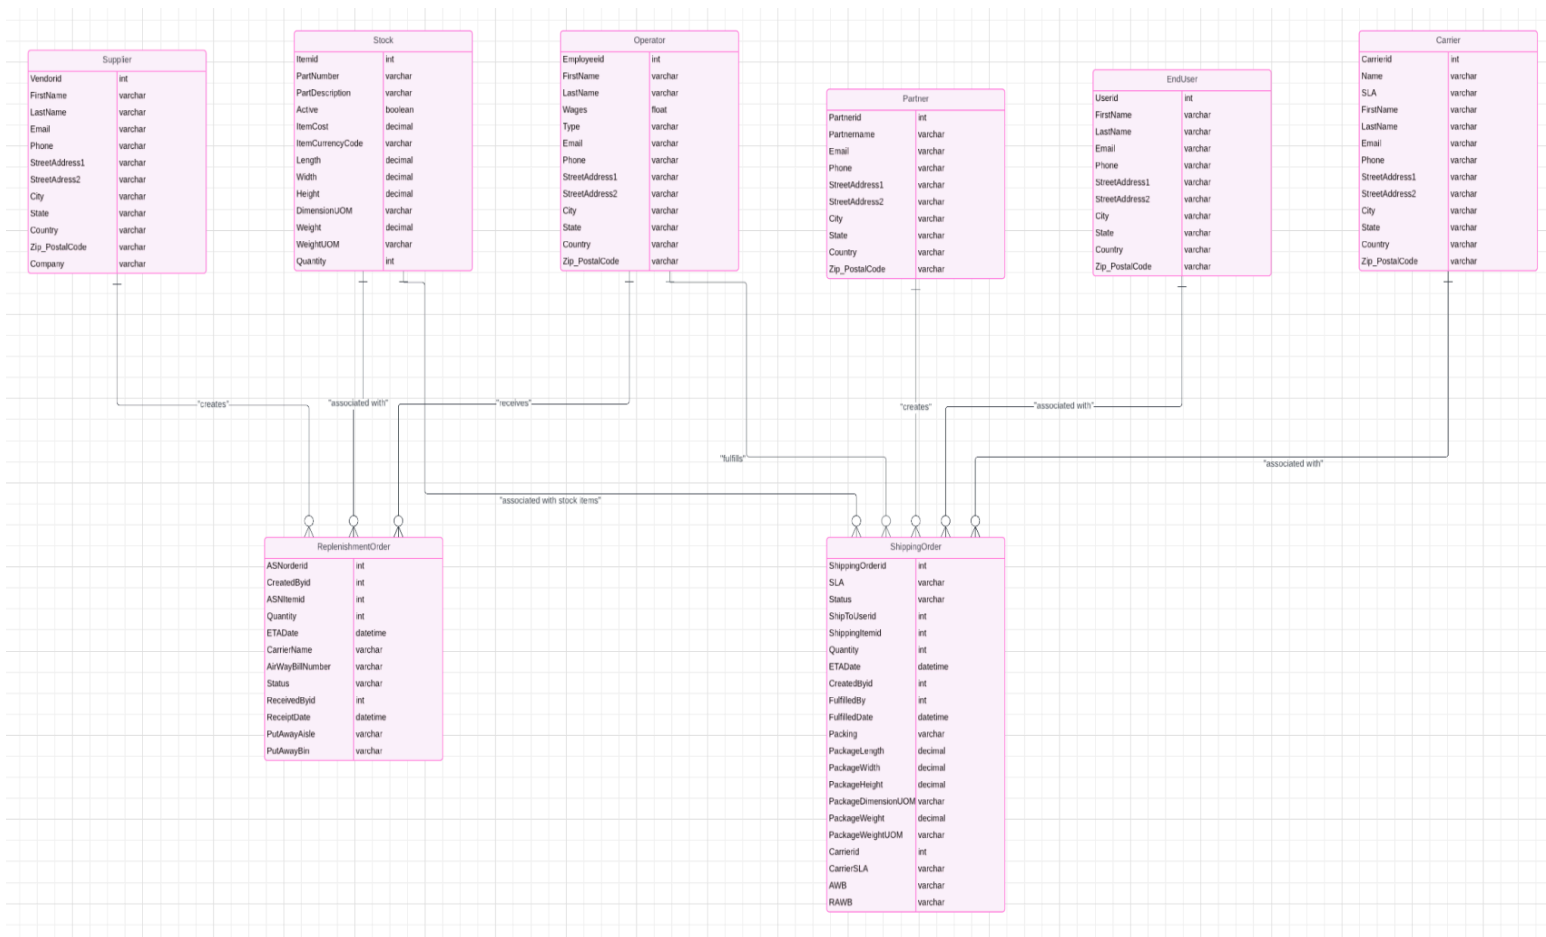 Supplier
Vendorid int
FirstName varchar
LastName varchar
Email varchar
Phone varchar
StreetAddress1 varchar
StreetAdress2 varchar
City varchar
State varchar
Country varchar
Zip_PostalCode varchar
Company varchar
Stock
Itemid int
PartNumber varchar
PartDescription varchar
Active boolean
ItemCost decimal
ItemCurrencyCode varchar
Length decimal
Width decimal
Height decimal
DimensionUOM varchar
Weight decimal
WeightUOM varchar
Quantity int
Operator
Employeeid int
FirstName varchar
LastName varchar
Wages float
Type varchar
Email varchar
Phone varchar
StreetAddress1 varchar
StreetAddress2 varchar
City varchar
State varchar
Country varchar
Zip_PostalCode varchar
Partner
Partnerid int
Partnername varchar
Email varchar
Phone varchar
StreetAddress1 varchar
StreetAddress2 varchar
City varchar
State varchar
Country varchar
Zip_PostalCode varchar
EndUser
Userid int
FirstName varchar
LastName varchar
Email varchar
Phone varchar
StreetAddress1 varchar
StreetAddress2 varchar
City varchar
State varchar
Country varchar
Zip_PostalCode varchar
Carrier
Carrierid int
Name varchar
SLA varchar
FirstName varchar
LastName varchar
Email varchar
Phone varchar
StreetAddress1 varchar
StreetAddress2 varchar
City varchar
State varchar
Country varchar
Zip_PostalCode varchar
"creates"
"associated with"
"receives"
"creates"
"associated with"
"fulfills"
"associated with"
"associated with stock items"
ReplenishmentOrder
ASNorderid int
CreatedByid int
ASNItemid int
Quantity int
ETADate datetime
CarrierName varchar
AirWayBillNumber varchar
Status varchar
ReceivedByid int
ReceiptDate datetime
PutAwayAisle varchar
PutAwayBin varchar
ShippingOrder
ShippingOrderid int
SLA varchar
Status varchar
ShipToUserid int
ShippingItemid int
Quantity int
ETADate datetime
CreatedByid int
FulfilledBy int
FulfilledDate datetime
Packing varchar
PackageLength decimal
PackageWidth decimal
PackageHeight decimal
PackageDimensionUOM varchar
PackageWeight decimal
PackageWeightUOM varchar
Carrierid int
CarrierSLA varchar
AWB varchar
RAWB varchar